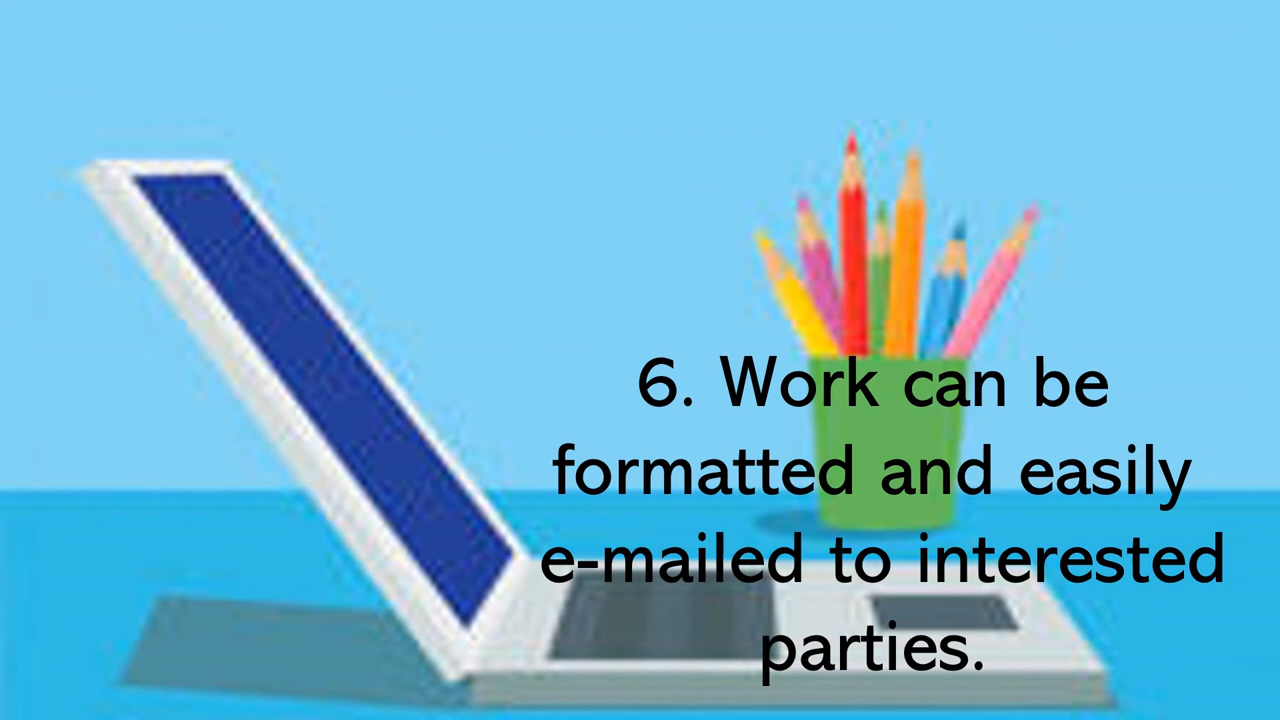 6. Work can be
formatted and easily
e-mailed to interested
parties.